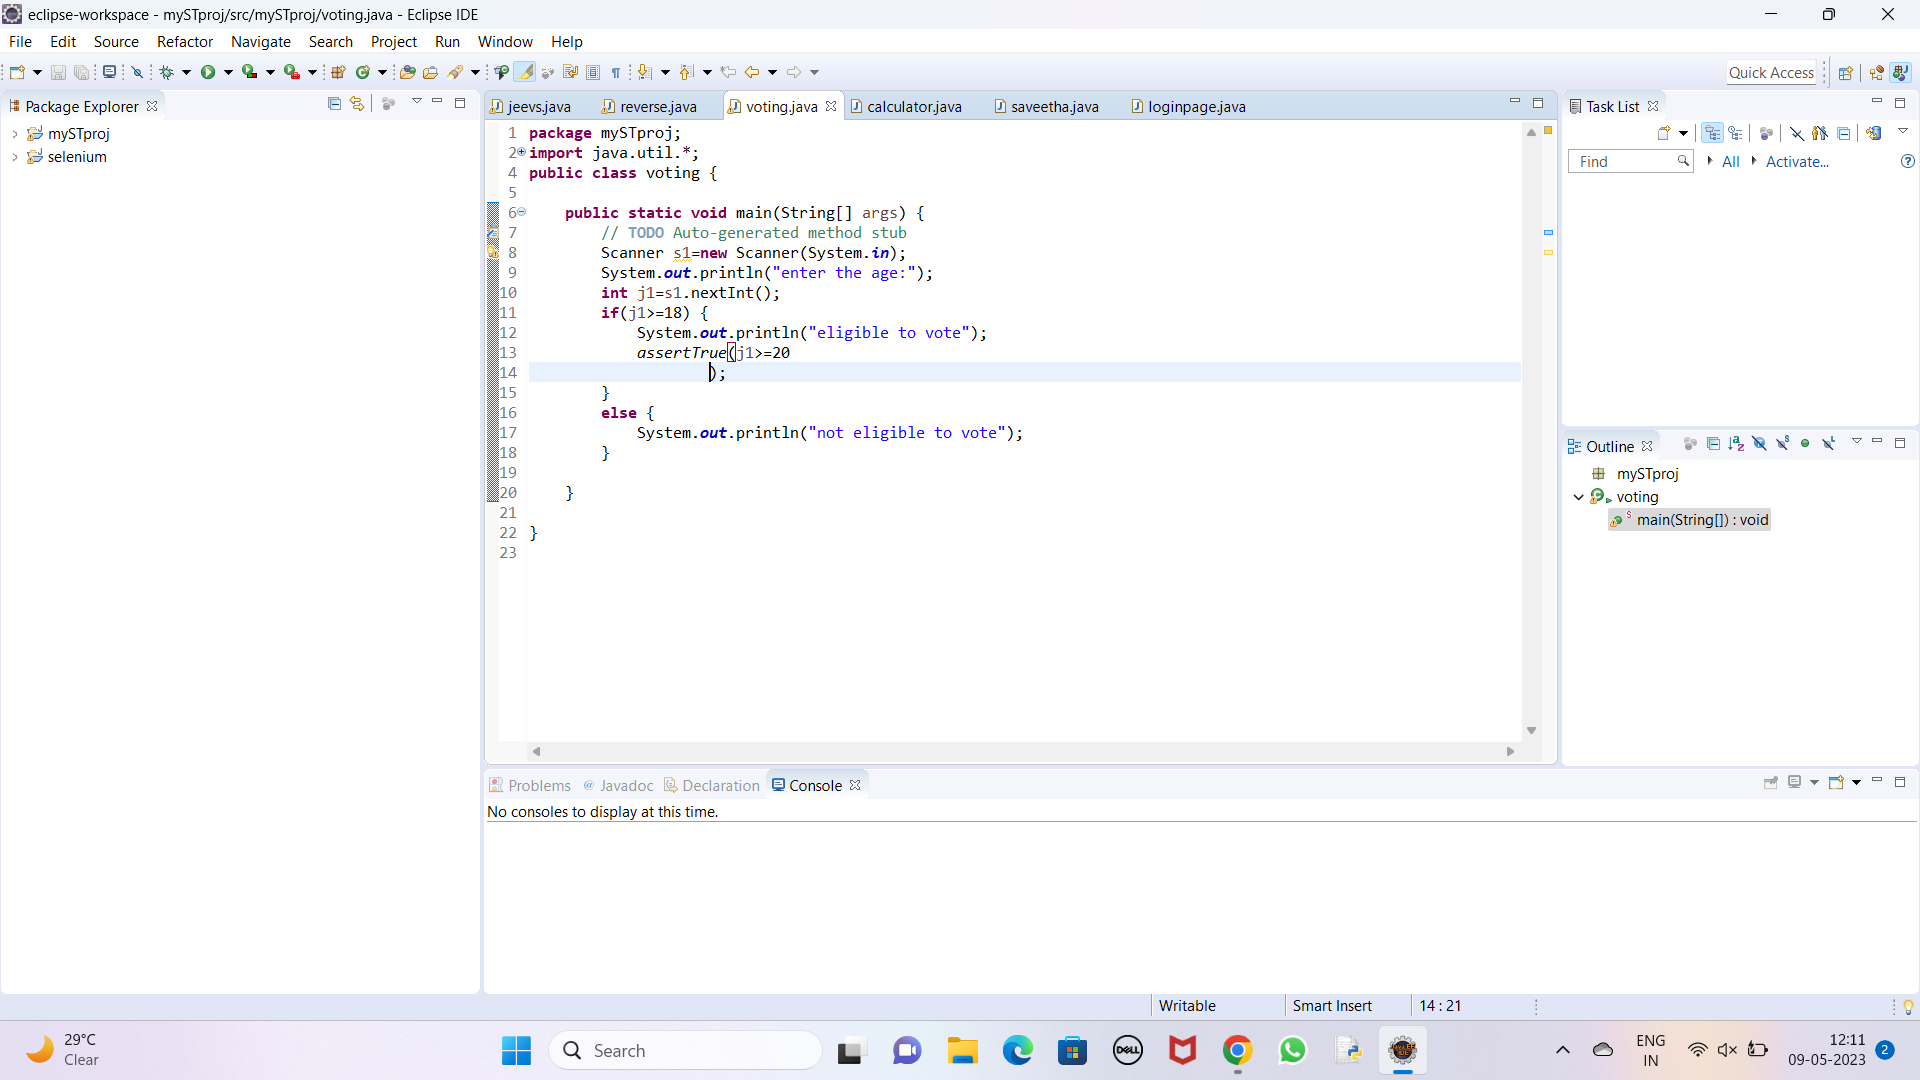 eclipse-workspace - mySTproj/src/mySTproj/voting.java - Eclipse IDE
File Edit Source Refactor Navigate Search Project Run Window Help
Quick Access
Package Explorer
mySTproj
selenium
jeevs.java reverse.java voting.java calculator.java saveetha.java loginpage.java
1 package mySTproj;
2 import java.util.*;
4 public class voting {
5
6 public static void main(String[] args) {
7 // TODO Auto-generated method stub
8 Scanner s1=new Scanner(System.in);
9 System.out.println("enter the age:");
10 int j1=s1.nextInt();
11 if(j1>=18) {
12 System.out.println("eligible to vote");
13 assertTrue(j1>=20
14 );
15 }
16 else {
17 System.out.println("not eligible to vote");
18 }
19
20 }
21
22 }
23
Task List
Find All Activate...
Outline
mySTproj
voting
main(String[]) : void
Problems @ Javadoc Declaration Console
No consoles to display at this time.
Writable Smart Insert 14 : 21
29°C
Clear
Search
DELL
ENG
IN
12:11
09-05-2023
2